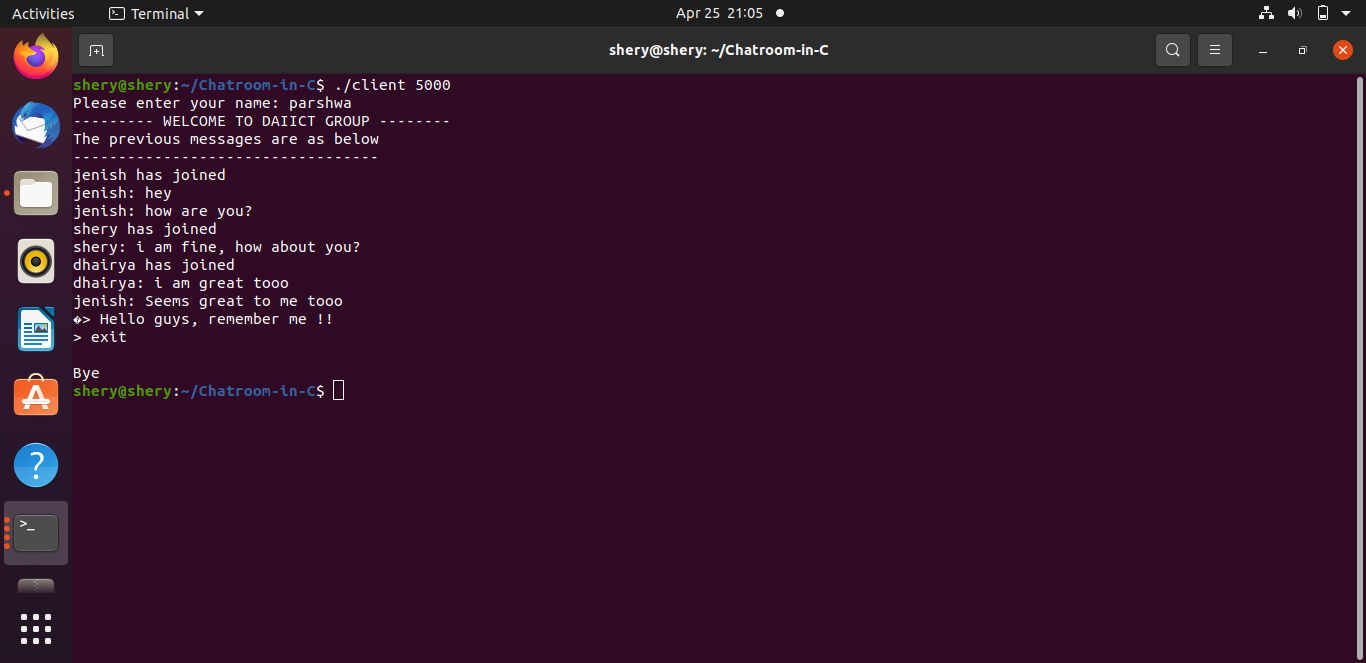 Activities Terminal Apr 25 21:05
shery@shery: ~/Chatroom-in-C
shery@shery:~/Chatroom-in-C$ ./client 5000
Please enter your name: parshwa
--------- WELCOME TO DAIICT GROUP --------
The previous messages are as below
----------------------------------
jenish has joined
jenish: hey
jenish: how are you?
shery has joined
shery: i am fine, how about you?
dhairya has joined
dhairya: i am great tooo
jenish: Seems great to me tooo
�> Hello guys, remember me !!
> exit

Bye
shery@shery:~/Chatroom-in-C$